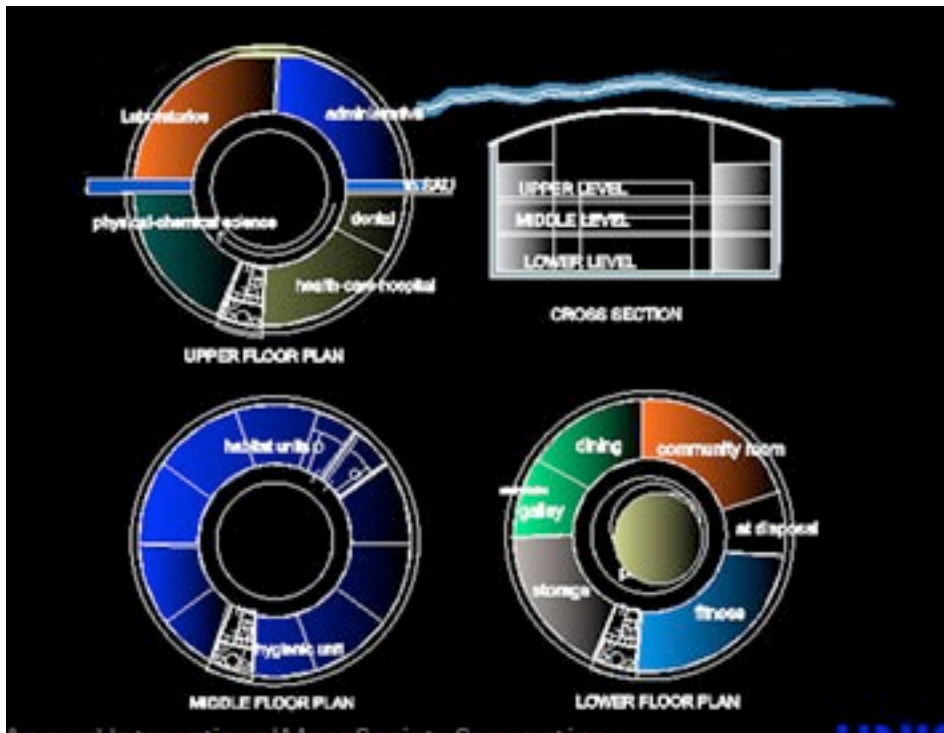 Laboratories
administrative
to SAU
physical-chemical science
dental
health-care-hospital
UPPER FLOOR PLAN
UPPER LEVEL
MIDDLE LEVEL
LOWER LEVEL
CROSS SECTION
habitat units
hygienic unit
MIDDLE FLOOR PLAN
dining
community room
galley
at disposal
storage
fitness
LOWER FLOOR PLAN